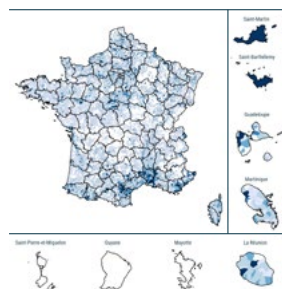 Saint-Martin
Saint-Barthélemy
Guadeloupe
Martinique
Saint-Pierre-et-Miquelon
Guyane
Mayotte
La Réunion